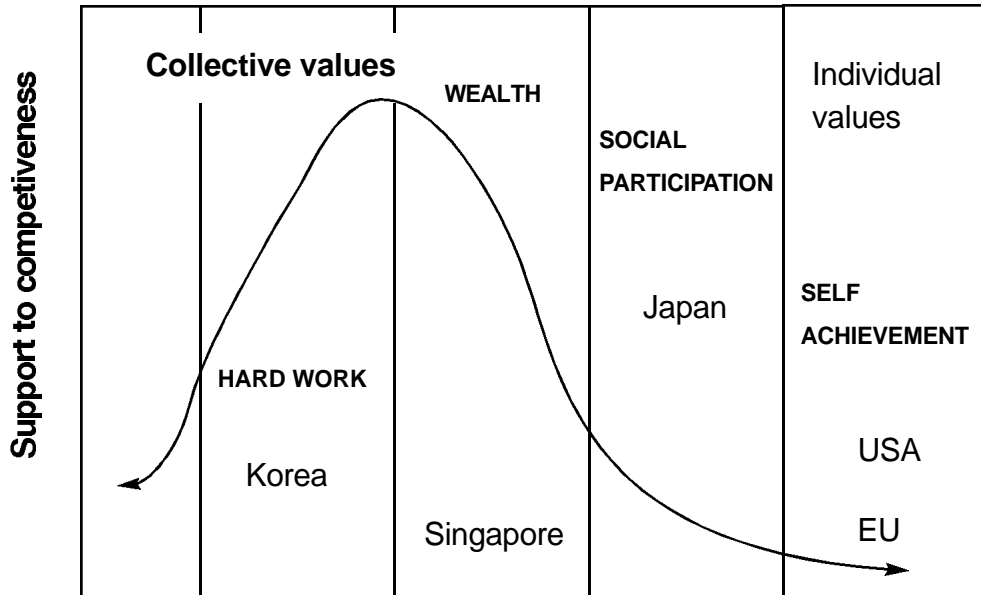 Support to competiveness
Collective values
WEALTH
Individual
values
SOCIAL
PARTICIPATION
SELF
ACHIEVEMENT
Japan
HARD WORK
Korea
Singapore
USA
EU